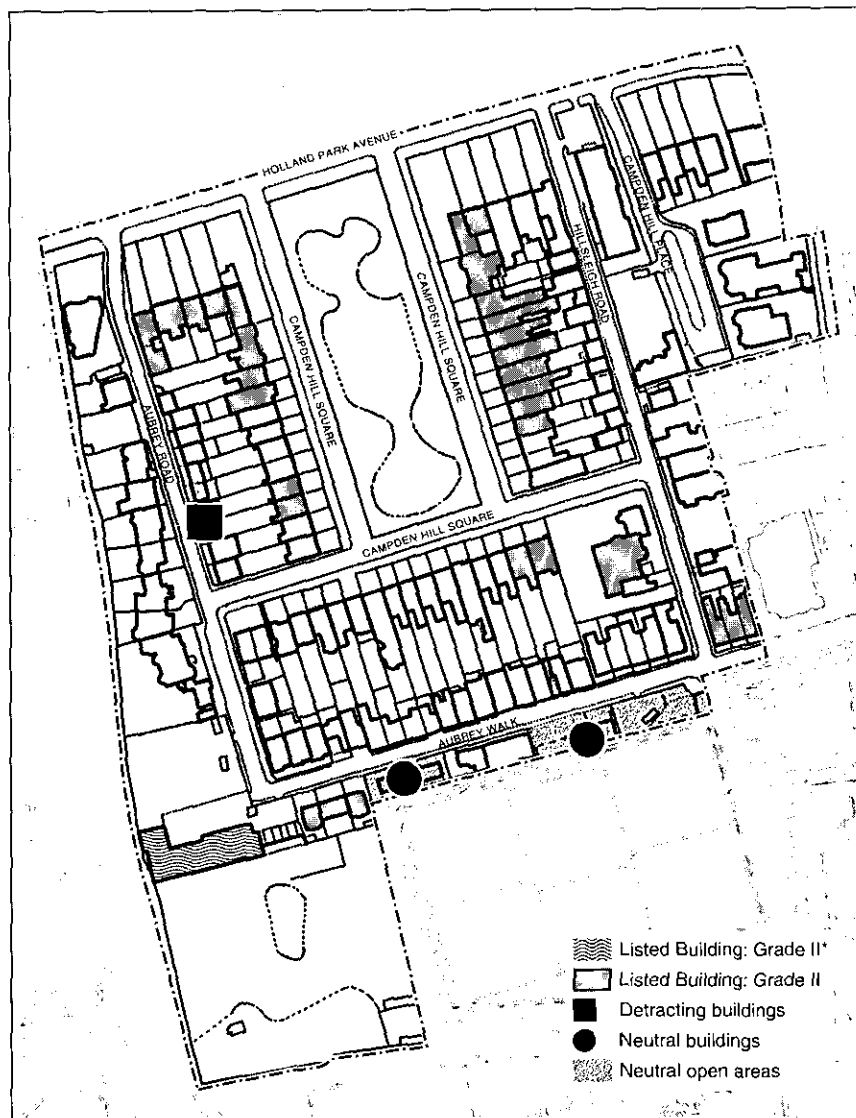 HOLLAND PARK AVENUE
CAMPDEN HILL PLACE
HILLSLEIGH ROAD
CAMPDEN HILL SQUARE
CAMPDEN HILL SQUARE
AUBREY ROAD
CAMPDEN HILL SQUARE
AUBREY WALK
Listed Building: Grade II*
Listed Building: Grade II
Detracting buildings
Neutral buildings
Neutral open areas